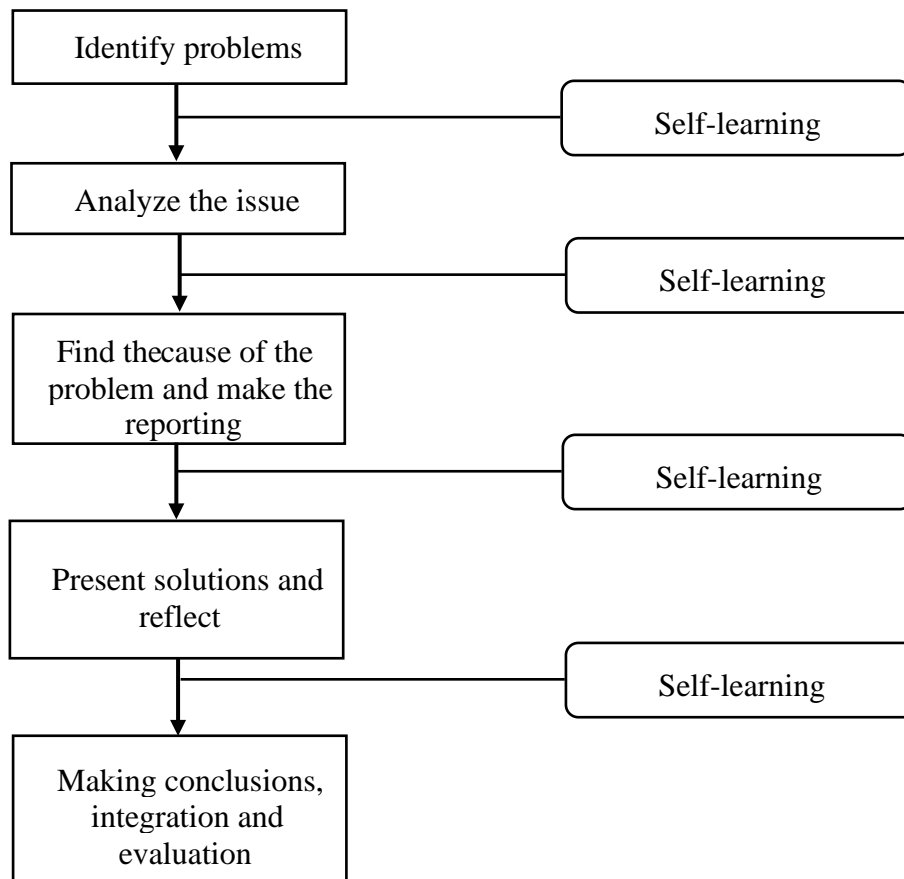 Identify problems
Self-learning
Analyze the issue
Self-learning
Find thecause of the
problem and make the
reporting
Self-learning
Present solutions and
reflect
Self-learning
Making conclusions,
integration and
evaluation